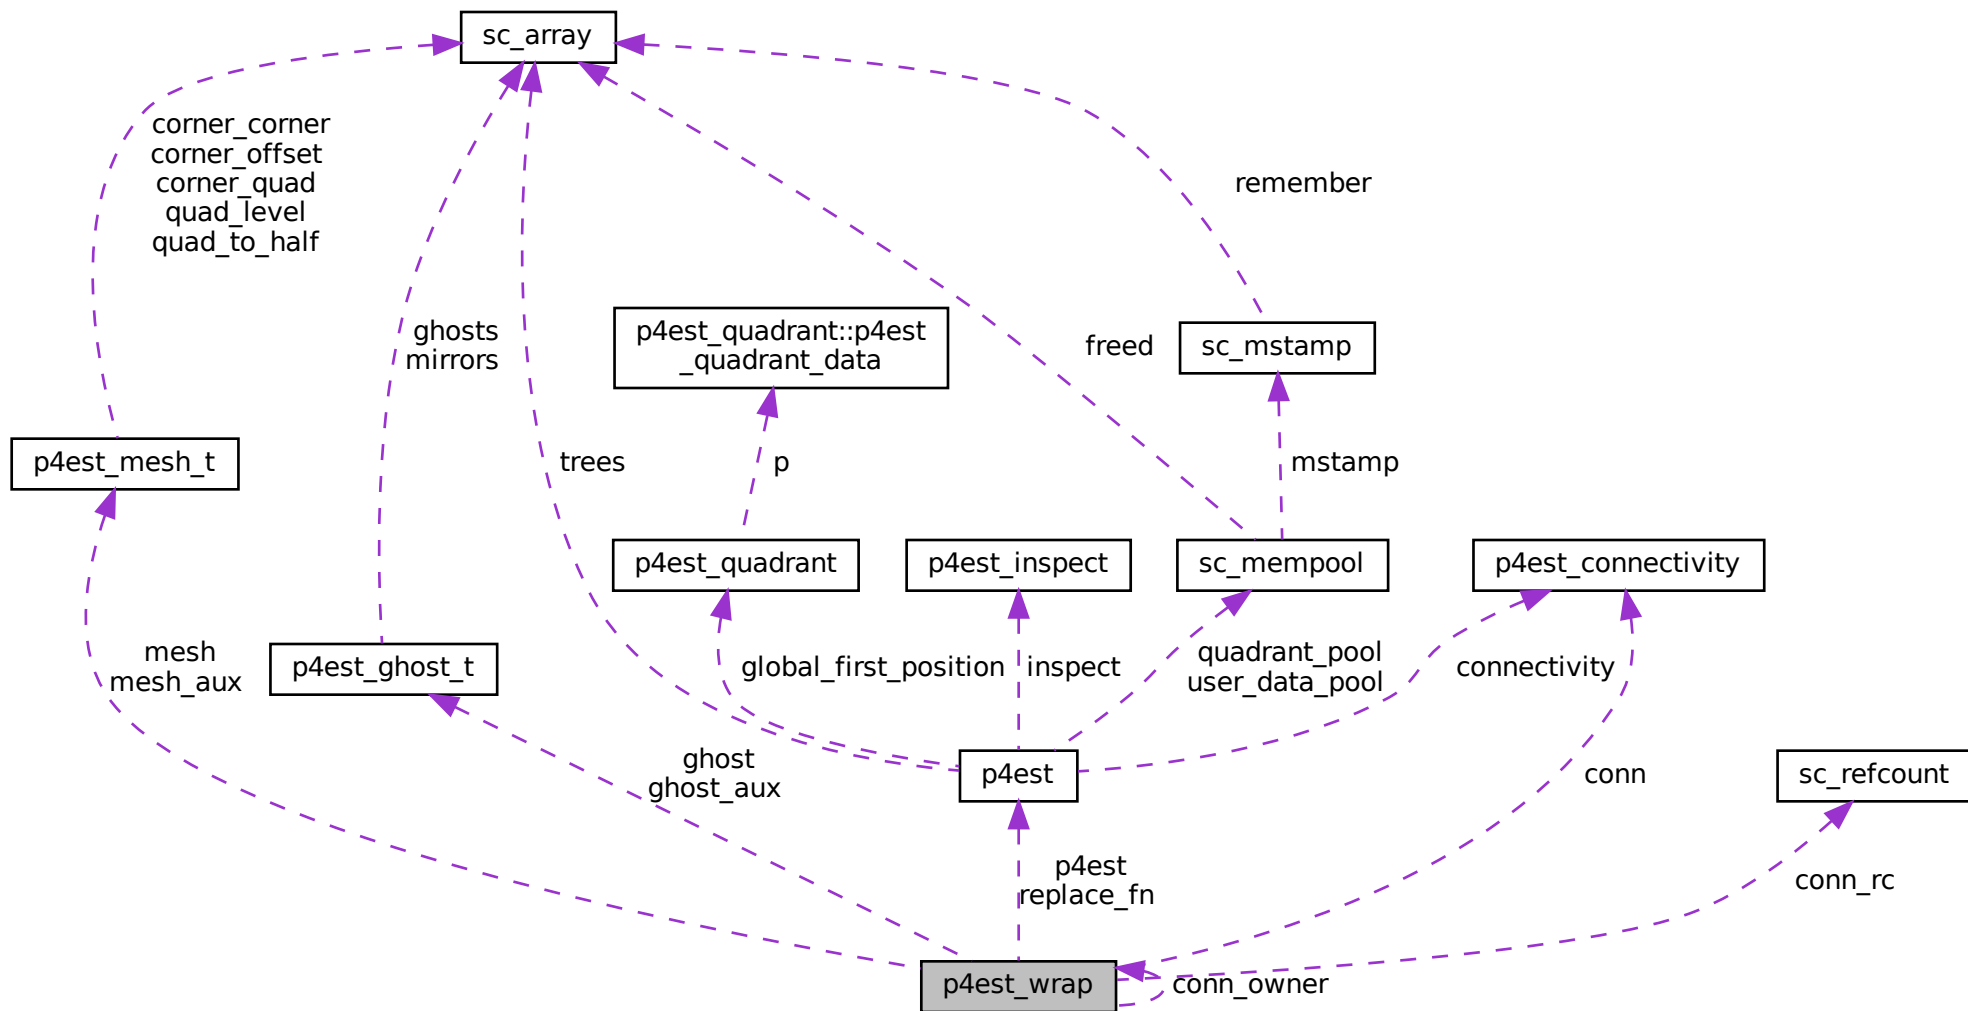 sc_array
corner_corner
corner_offset
corner_quad
quad_level
quad_to_half
remember
ghosts
mirrors
p4est_quadrant::p4est
_quadrant_data
freed
sc_mstamp
p4est_mesh_t
trees
p
mstamp
p4est_quadrant
p4est_inspect
sc_mempool
p4est_connectivity
mesh
mesh_aux
p4est_ghost_t
global_first_position
inspect
quadrant_pool
user_data_pool
connectivity
ghost
ghost_aux
p4est
conn
sc_refcount
p4est
replace_fn
conn_rc
p4est_wrap
conn_owner